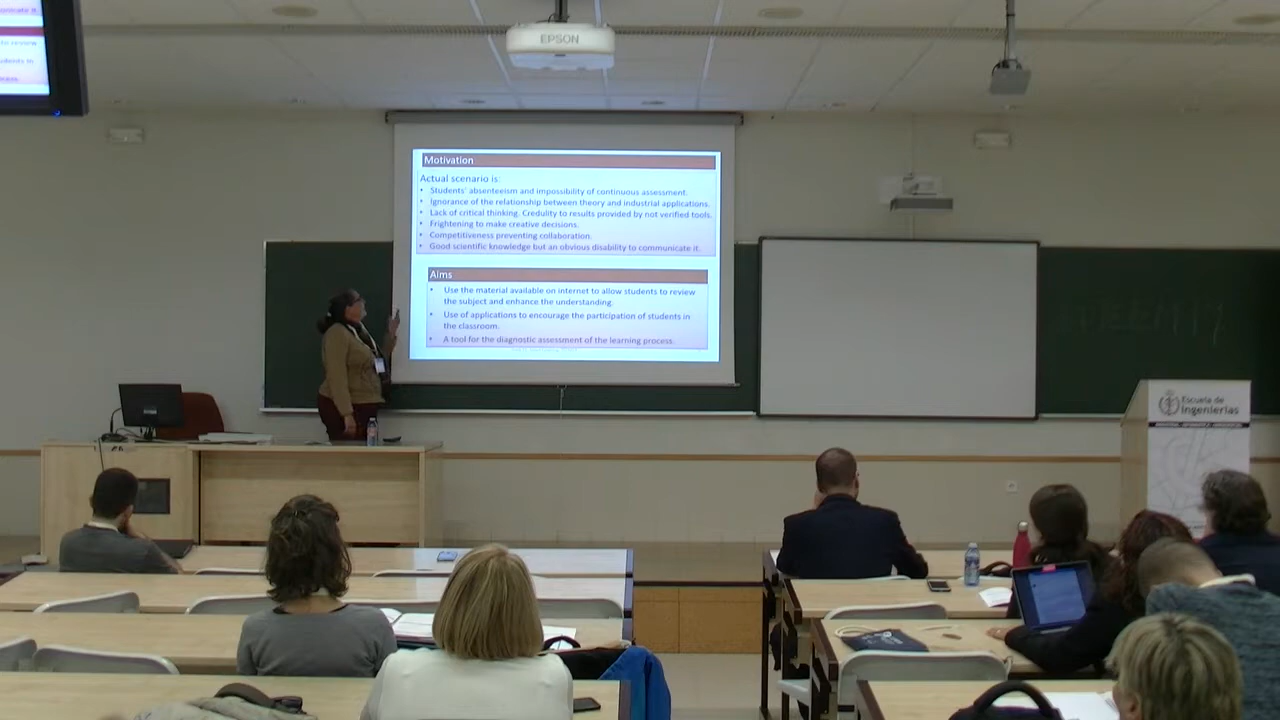 EPSON
Motivation
Actual scenario is:
• Students' absenteeism and impossibility of continuous assessment.
• Ignorance of the relationship between theory and industrial applications.
• Lack of critical thinking. Credulity to results provided by not verified tools.
• Frightening to make creative decisions.
• Competitiveness preventing collaboration.
• Good scientific knowledge but an obvious disability to communicate it.
Aims
• Use the material available on internet to allow students to review
the subject and enhance the understanding.
• Use of applications to encourage the participation of students in
the classroom.
• A tool for the diagnostic assessment of the learning process.
to review
Escuela de
Ingenierías